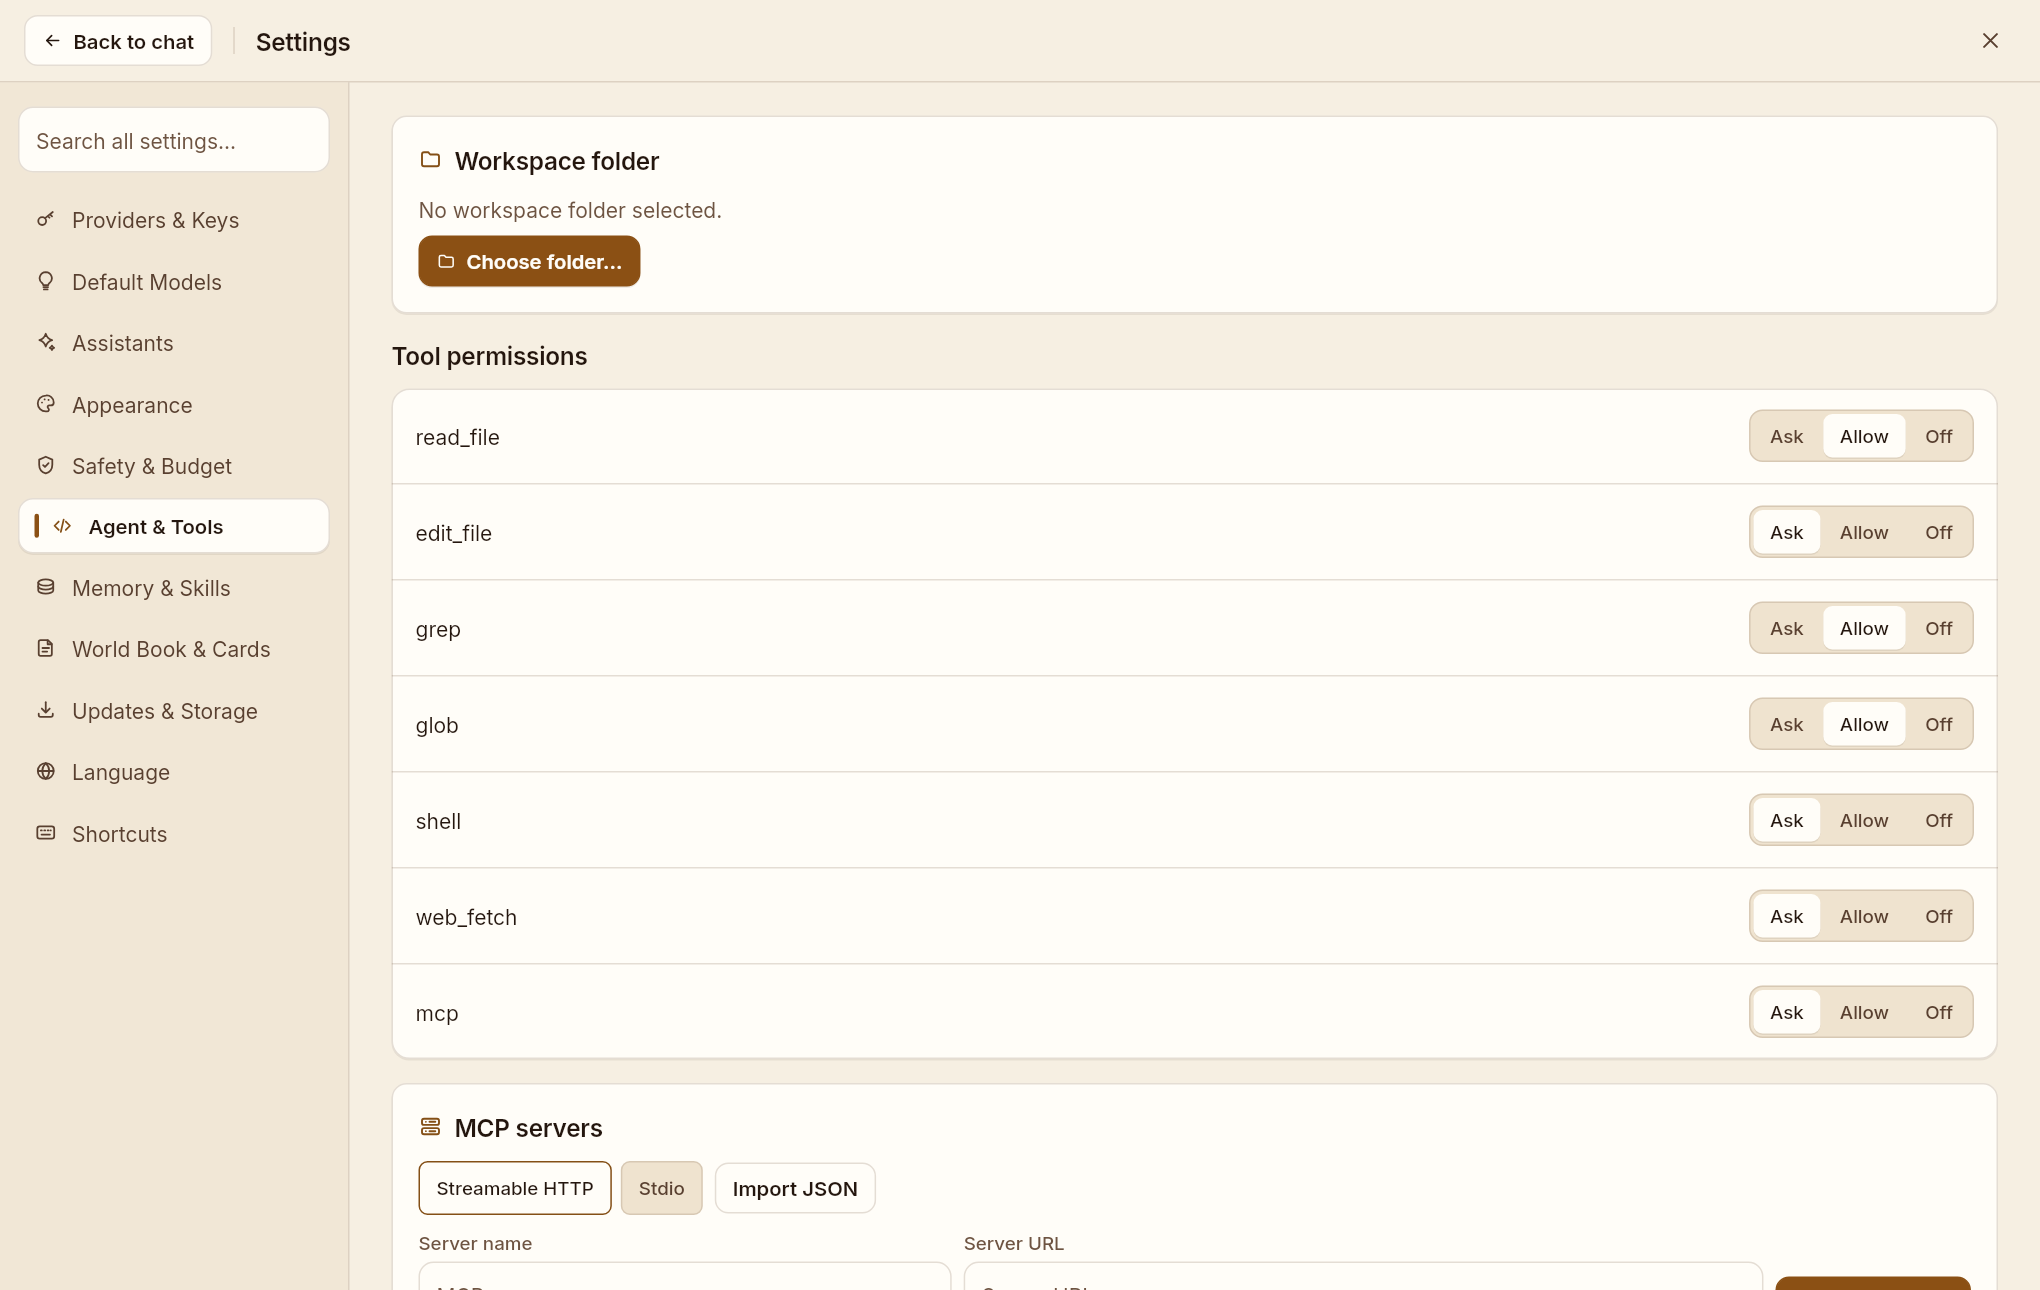 Back to chat
Settings
Search all settings...
Providers & Keys
Default Models
Assistants
Appearance
Safety & Budget
Agent & Tools
Memory & Skills
World Book & Cards
Updates & Storage
Language
Shortcuts
Workspace folder
No workspace folder selected.
Choose folder...
Tool permissions
read_file
Ask Allow Off
edit_file
Ask Allow Off
grep
Ask Allow Off
glob
Ask Allow Off
shell
Ask Allow Off
web_fetch
Ask Allow Off
mcp
Ask Allow Off
MCP servers
Streamable HTTP Stdio Import JSON
Server name Server URL